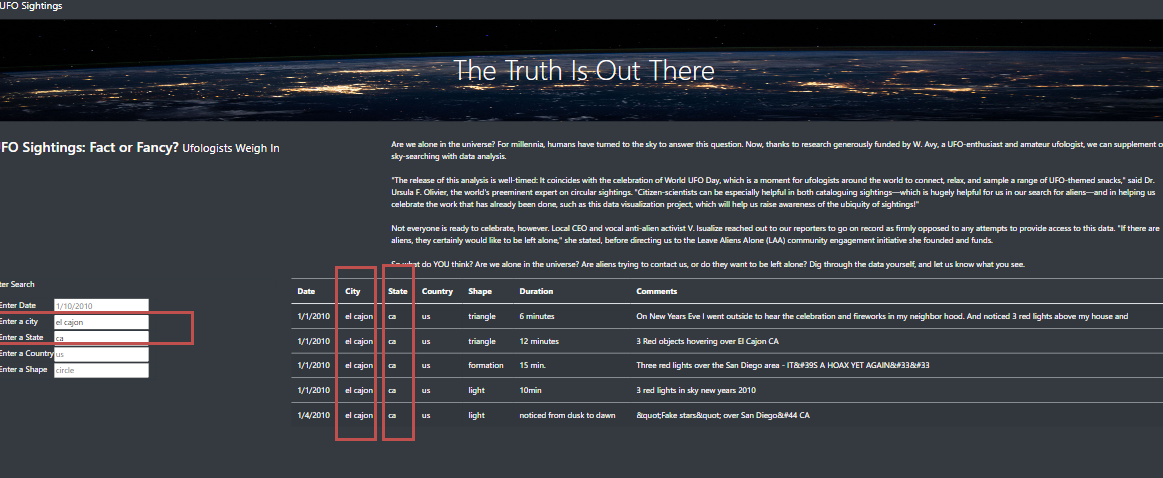 UFO Sightings
The Truth Is Out There
FO Sightings: Fact or Fancy? Ufologists Weigh In
Are we alone in the universe? For millennia, humans have turned to the sky to answer this question. Now, thanks to research generously funded by W. Avy, a UFO-enthusiast and amateur ufologist, we can supplement o
sky-searching with data analysis.
"The release of this analysis is well-timed: It coincides with the celebration of World UFO Day, which is a moment for ufologists around the world to connect, relax, and sample a range of UFO-themed snacks," said Dr.
Ursula F. Olivier, the world's preeminent expert on circular sightings. "Citizen-scientists can be especially helpful in both cataloguing sightings—which is hugely helpful for us in our search for aliens—and in helping us
celebrate the work that has already been done, such as this data visualization project, which will help us raise awareness of the ubiquity of sightings!"
Not everyone is ready to celebrate, however. Local CEO and vocal anti-alien activist V. Isualize reached out to our reporters to go on record as firmly opposed to any attempts to provide access to this data. "If there are
aliens, they certainly would like to be left alone," she stated, before directing us to the Leave Aliens Alone (LAA) community engagement initiative she founded and funds.
So what do YOU think? Are we alone in the universe? Are aliens trying to contact us, or do they want to be left alone? Dig through the data yourself, and let us know what you see.
ter Search
Enter Date 1/10/2010
Enter a city el cajon
Enter a State ca
Enter a Country us
Enter a Shape circle
Date City State Country Shape Duration Comments
1/1/2010 el cajon ca us triangle 6 minutes On New Years Eve I went outside to hear the celebration and fireworks in my neighbor hood. And noticed 3 red lights above my house and
1/1/2010 el cajon ca us triangle 12 minutes 3 Red objects hovering over El Cajon CA
1/1/2010 el cajon ca us formation 15 min. Three red lights over the San Diego area - IT&#39S A HOAX YET AGAIN&#33&#33
1/1/2010 el cajon ca us light 10min 3 red lights in sky new years 2010
1/4/2010 el cajon ca us light noticed from dusk to dawn &quot;Fake stars&quot; over San Diego&#44 CA